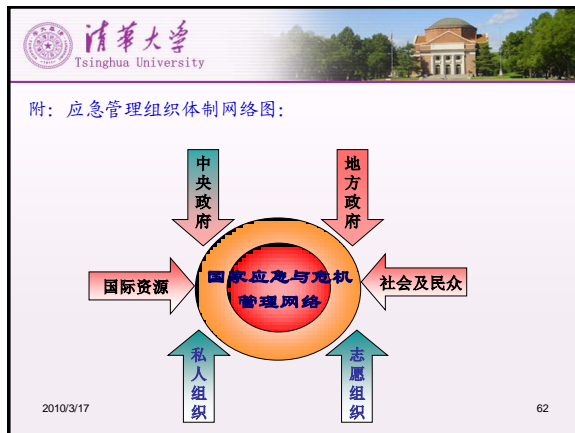 清华大学
Tsinghua University
附：应急管理组织体制网络图：
中央政府
地方政府
国际资源
国家应急与危机
管理网络
社会及民众
私人组织
志愿组织
2010/3/17
62